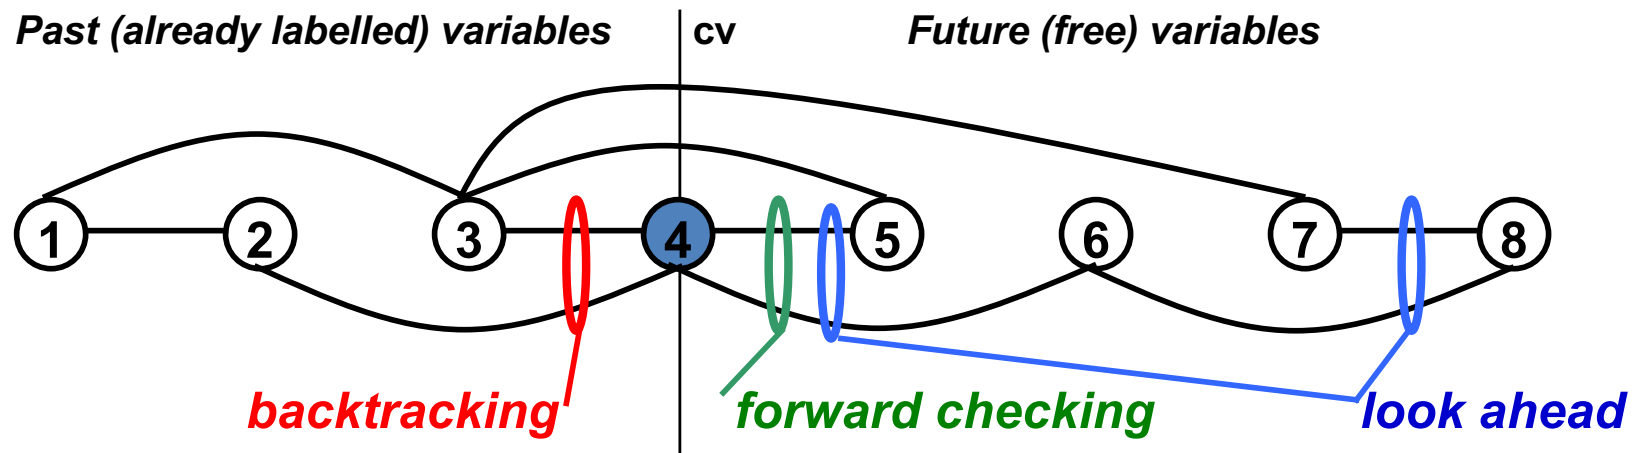 Past (already labelled) variables cv Future (free) variables
1 2 3 4 5 6 7 8
backtracking forward checking look ahead